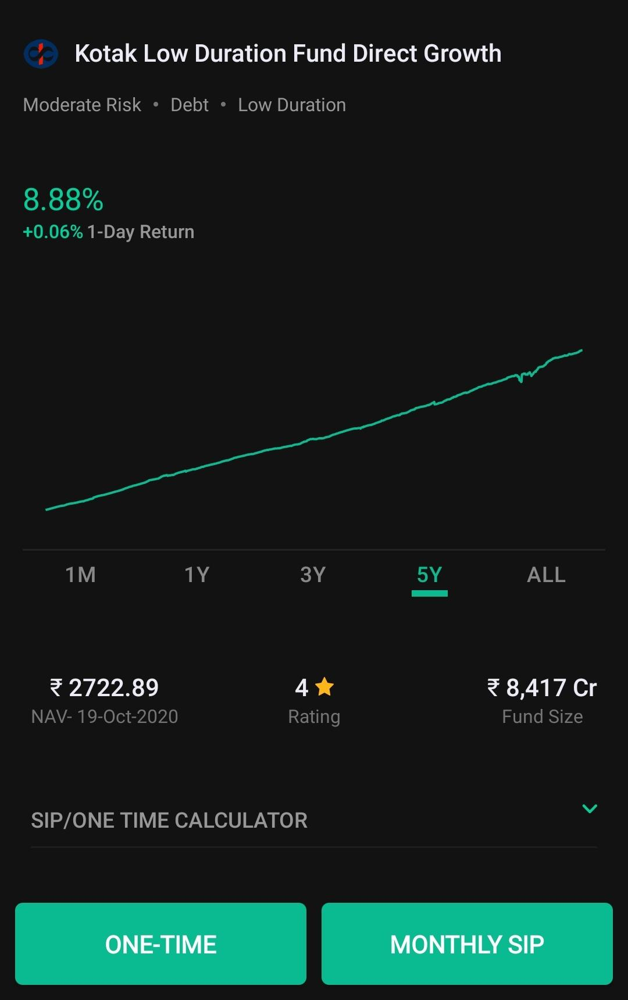 Kotak Low Duration Fund Direct Growth
Moderate Risk • Debt • Low Duration
8.88%
+0.06% 1-Day Return
1M 1Y 3Y 5Y ALL
₹ 2722.89 4 ₹ 8,417 Cr
NAV- 19-Oct-2020 Rating Fund Size
SIP/ONE TIME CALCULATOR
ONE-TIME MONTHLY SIP